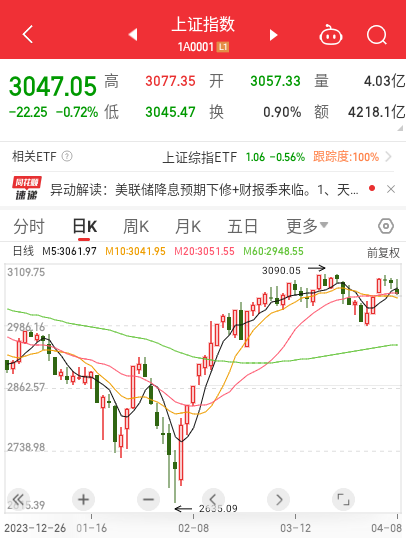 上证指数
1A0001 L1
3047.05 高 3077.35 开 3057.33 量 4.03亿
-22.25 -0.72% 低 3045.47 换 0.90% 额 4218.1亿
相关ETF ? 上证综指ETF 1.06 -0.56% 跟踪度:100%
同花顺速递 异动解读：美联储降息预期下修+财报季来临。1、天...
分时 日K 周K 月K 五日 更多
日线 M5:3061.97 M10:3041.95 M20:3051.55 M60:2948.55 前复权
3109.75
3090.05
2986.16
2862.57
2738.98
2635.09
2023-12-26 01-16 02-08 03-12 04-08